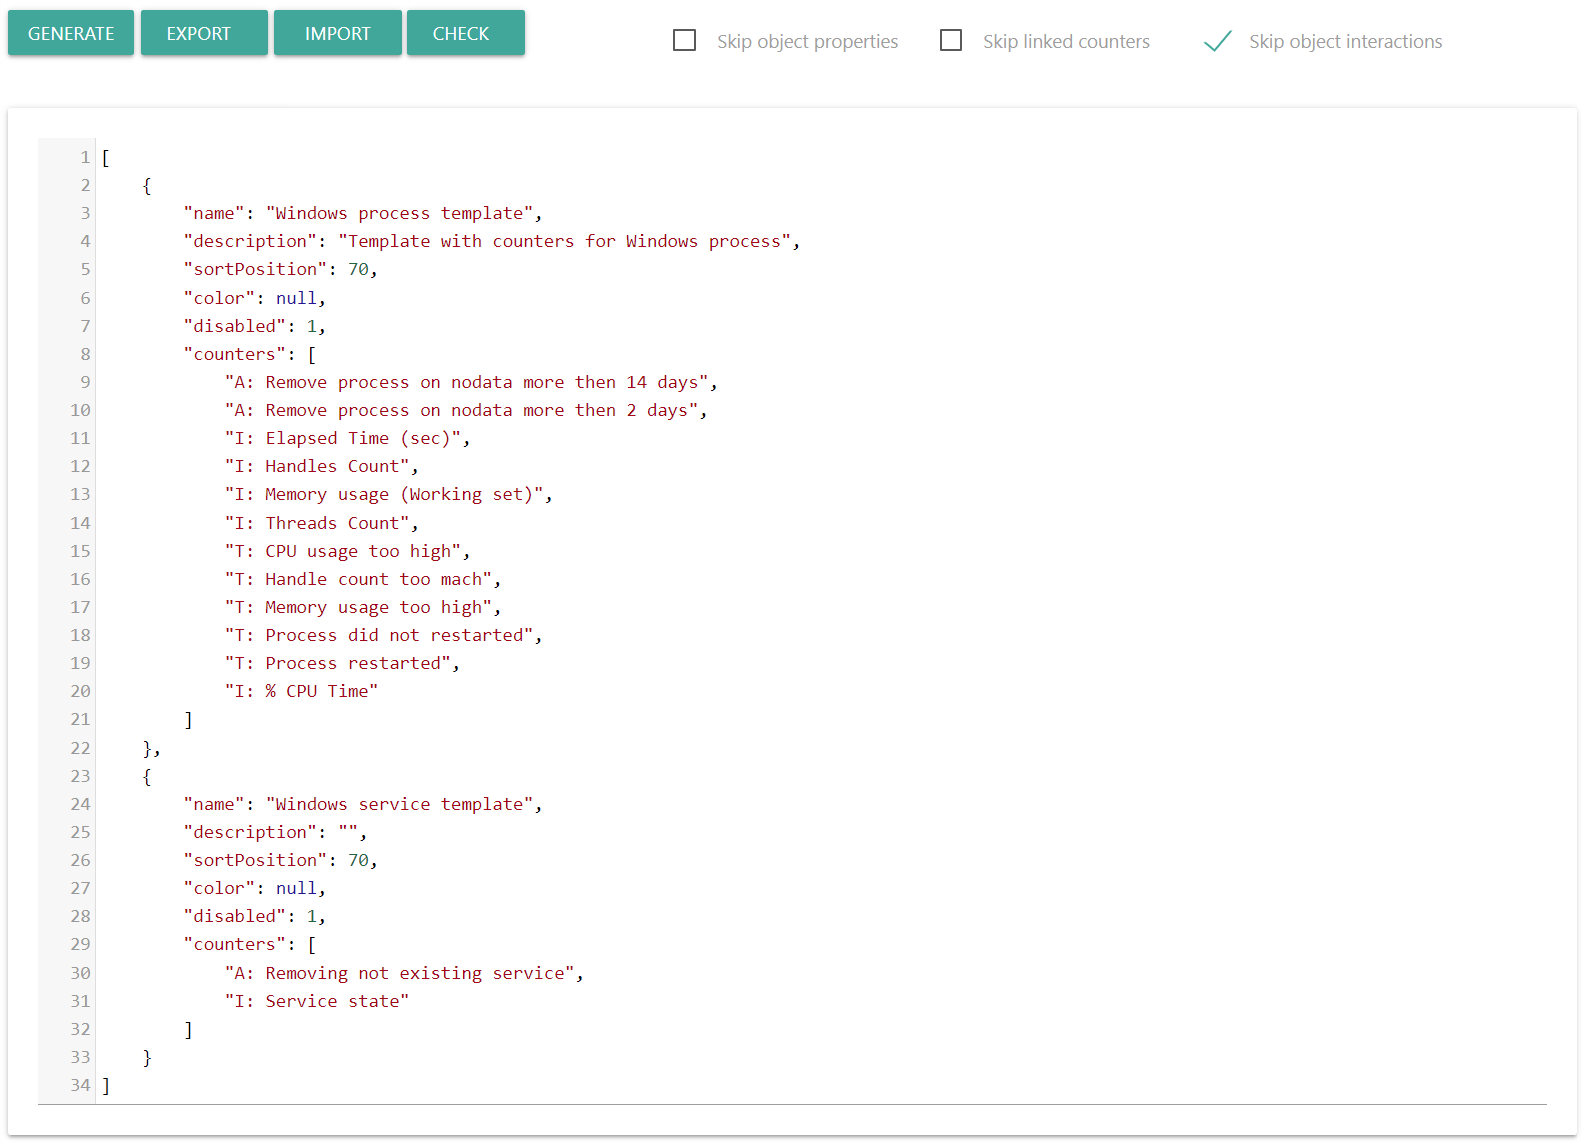 GENERATE EXPORT IMPORT CHECK Skip object properties Skip linked counters Skip object interactions
1 [
2     {
3         "name": "Windows process template",
4         "description": "Template with counters for Windows process",
5         "sortPosition": 70,
6         "color": null,
7         "disabled": 1,
8         "counters": [
9             "A: Remove process on nodata more then 14 days",
10             "A: Remove process on nodata more then 2 days",
11             "I: Elapsed Time (sec)",
12             "I: Handles Count",
13             "I: Memory usage (Working set)",
14             "I: Threads Count",
15             "T: CPU usage too high",
16             "T: Handle count too mach",
17             "T: Memory usage too high",
18             "T: Process did not restarted",
19             "T: Process restarted",
20             "I: % CPU Time"
21         ]
22     },
23     {
24         "name": "Windows service template",
25         "description": "",
26         "sortPosition": 70,
27         "color": null,
28         "disabled": 1,
29         "counters": [
30             "A: Removing not existing service",
31             "I: Service state"
32         ]
33     }
34 ]